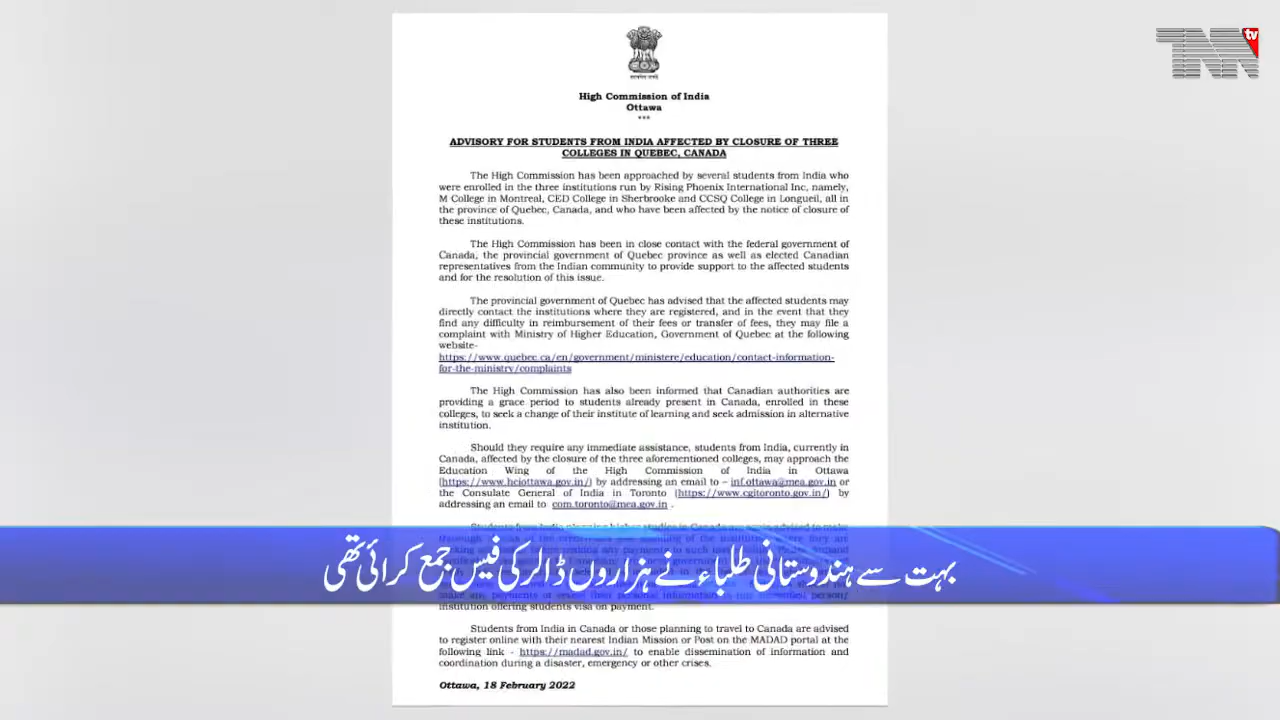 TNN tv
सत्यमेव जयते
High Commission of India
Ottawa
***
ADVISORY FOR STUDENTS FROM INDIA AFFECTED BY CLOSURE OF THREE
COLLEGES IN QUEBEC, CANADA
The High Commission has been approached by several students from India who
were enrolled in the three institutions run by Rising Phoenix International Inc, namely,
M College in Montreal, CED College in Sherbrooke and CCSQ College in Longueil, all in
the province of Quebec, Canada, and who have been affected by the notice of closure of
these institutions.
The High Commission has been in close contact with the federal government of
Canada, the provincial government of Quebec province as well as elected Canadian
representatives from the Indian community to provide support to the affected students
and for the resolution of this issue.
The provincial government of Quebec has advised that the affected students may
directly contact the institutions where they are registered, and in the event that they
find any difficulty in reimbursement of their fees or transfer of fees, they may file a
complaint with Ministry of Higher Education, Government of Quebec at the following
website-
https://www.quebec.ca/en/government/ministere/education/contact-information-
for-the-ministry/complaints
The High Commission has also been informed that Canadian authorities are
providing a grace period to students already present in Canada, enrolled in these
colleges, to seek a change of their institute of learning and seek admission in alternative
institution.
Should they require any immediate assistance, students from India, currently in
Canada, affected by the closure of the three aforementioned colleges, may approach the
Education Wing of the High Commission of India in Ottawa
(https://www.hciottawa.gov.in/) by addressing an email to – inf.ottawa@mea.gov.in or
the Consulate General of India in Toronto (https://www.cgitoronto.gov.in/) by
addressing an email to com.toronto@mea.gov.in .
Students from India planning higher studies in Canada are again advised to make
بہت سے ہندوستانی طلباء نے ہزاروں ڈالر کی فیس جمع کرائی تھی
institution offering students visa on payment.
Students from India in Canada or those planning to travel to Canada are advised
to register online with their nearest Indian Mission or Post on the MADAD portal at the
following link - https://madad.gov.in/ to enable dissemination of information and
coordination during a disaster, emergency or other crises.
Ottawa, 18 February 2022